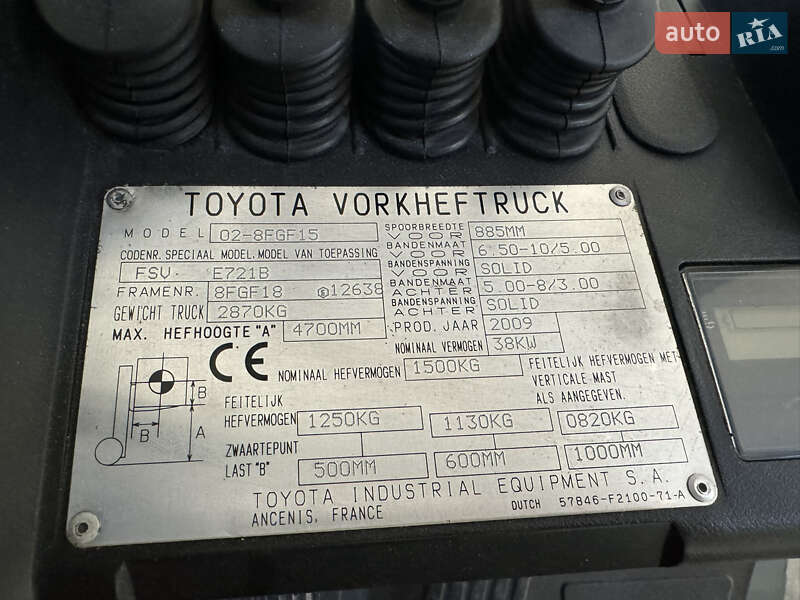 auto RIA.com
TOYOTA VORKHEFTRUCK
MODEL 02-8FGF15
CODENR.SPECIAAL MODEL.MODEL VAN TOEPASSING
FSV E721B
FRAMENR. 8FGF18 12638
GEWICHT TRUCK 2870KG
MAX. HEFHOOGTE "A" 4700MM
SPOORBREEDTE VOOR 885MM
BANDENMAAT VOOR 6.50-10/5.00
BANDENSPANNING VOOR SOLID
BANDENMAAT ACHTER 5.00-8/3.00
BANDENSPANNING ACHTER SOLID
PROD. JAAR 2009
NOMINAAL VERMOGEN 38KW
CE
NOMINAAL HEFVERMOGEN 1500KG
FEITELIJK HEFVERMOGEN MET
VERTICALE MAST
ALS AANGEGEVEN.
B
B
A
FEITELIJK
HEFVERMOGEN 1250KG 1130KG 0820KG
ZWAARTEPUNT
LAST "B" 500MM 600MM 1000MM
TOYOTA INDUSTRIAL EQUIPMENT S.A.
ANCENIS, FRANCE
DUTCH 57846-F2100-71-A